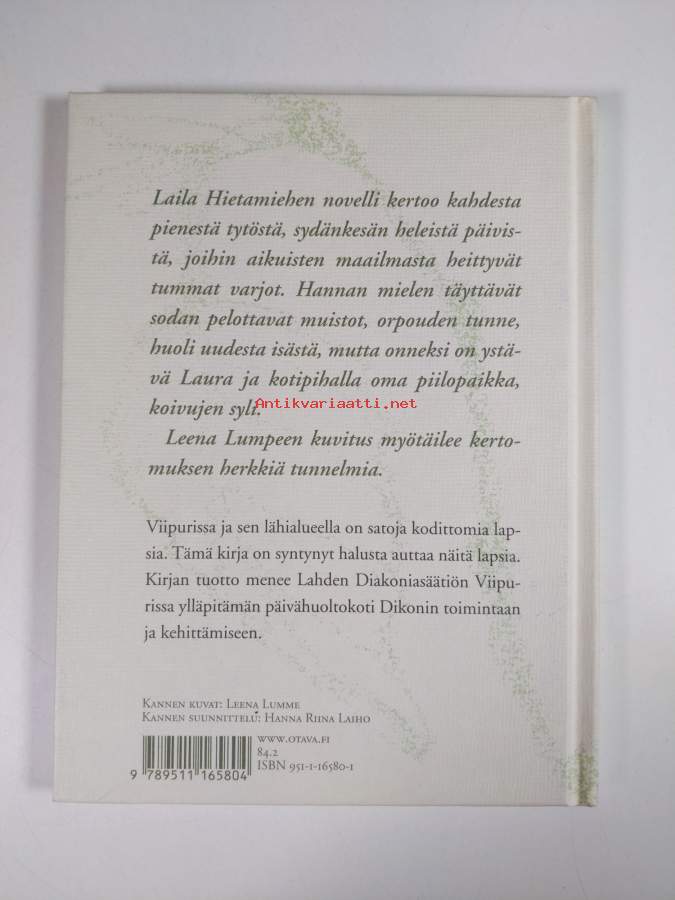 Laila Hietamiehen novelli kertoo kahdesta
pienestä tytöstä, sydänkesän heleistä päivis-
tä, joihin aikuisten maailmasta heittyvät
tummat varjot. Hannan mielen täyttävät
sodan pelottavat muistot, orpouden tunne,
huoli uudesta isästä, mutta onneksi on ystä-
vä Laura ja kotipihalla oma piilopaikka,
Antikvariaatti.net
koivujen syli.
Leena Lumpeen kuvitus myötäilee kerto-
muksen herkkiä tunnelmia.
Viipurissa ja sen lähialueella on satoja kodittomia lap-
sia. Tämä kirja on syntynyt halusta auttaa näitä lapsia.
Kirjan tuotto menee Lahden Diakoniasäätiön Viipu-
rissa ylläpitämän päivähuoltokoti Dikonin toimintaan
ja kehittämiseen.
Kannen kuvat: Leena Lumme
Kannen suunnittelu: Hanna Riina Laiho
www.otava.fi
84.2
ISBN 951-1-16580-1
9 789511 165804